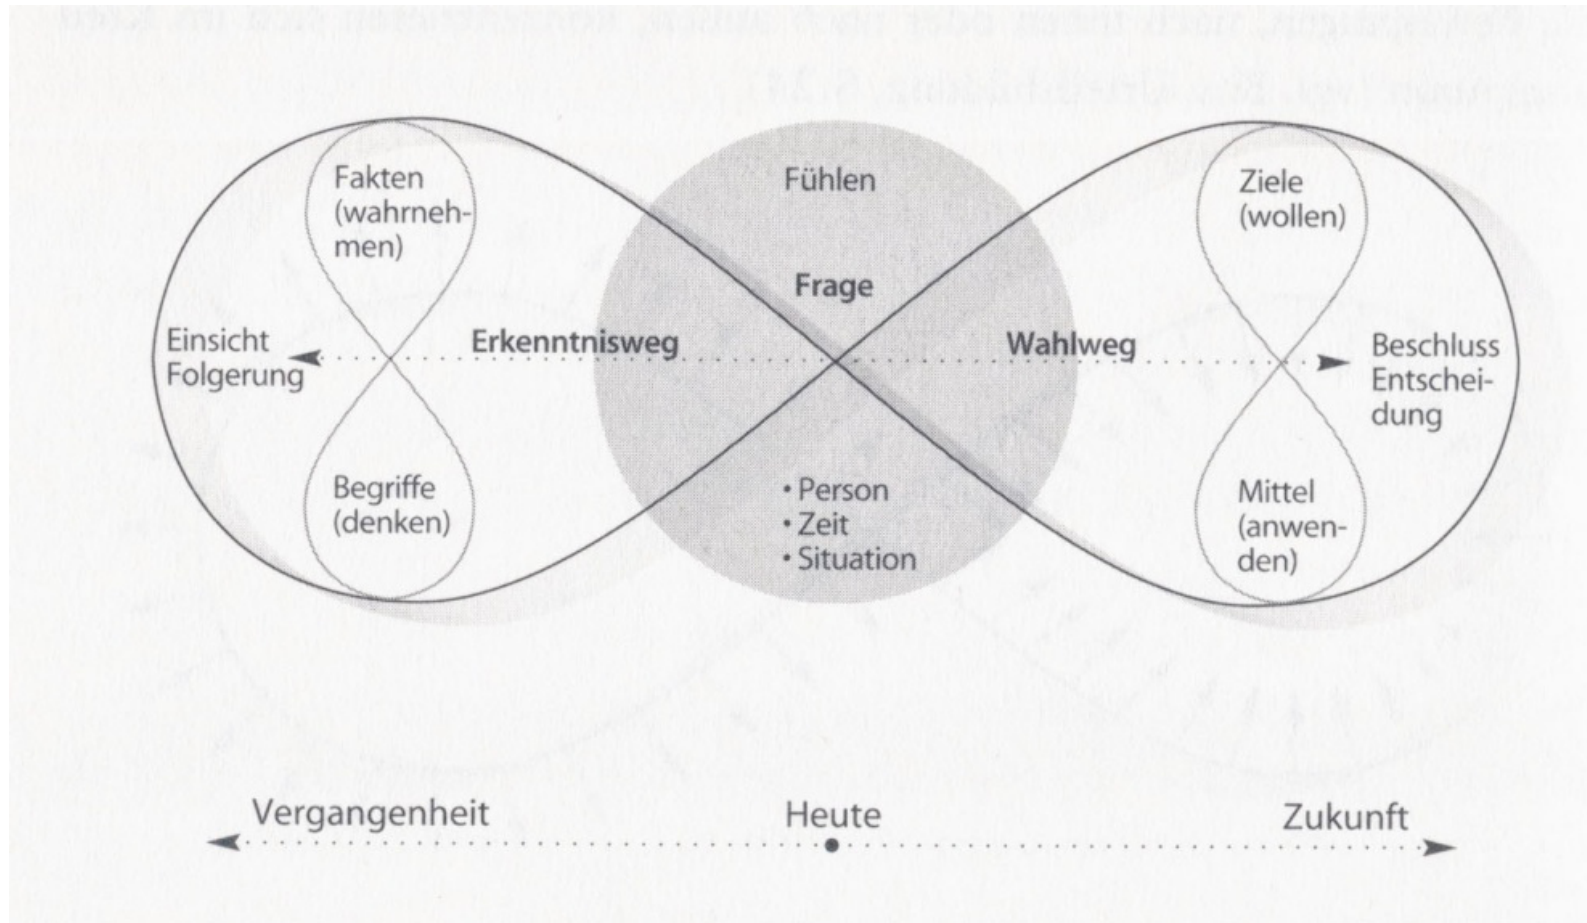 Fühlen
Fakten
(wahrneh-
men)
Ziele
(wollen)
Frage
Einsicht
Folgerung
Erkenntnisweg
Wahlweg
Beschluss
Entschei-
dung
Begriffe
(denken)
• Person
• Zeit
• Situation
Mittel
(anwen-
den)
Vergangenheit
Heute
Zukunft